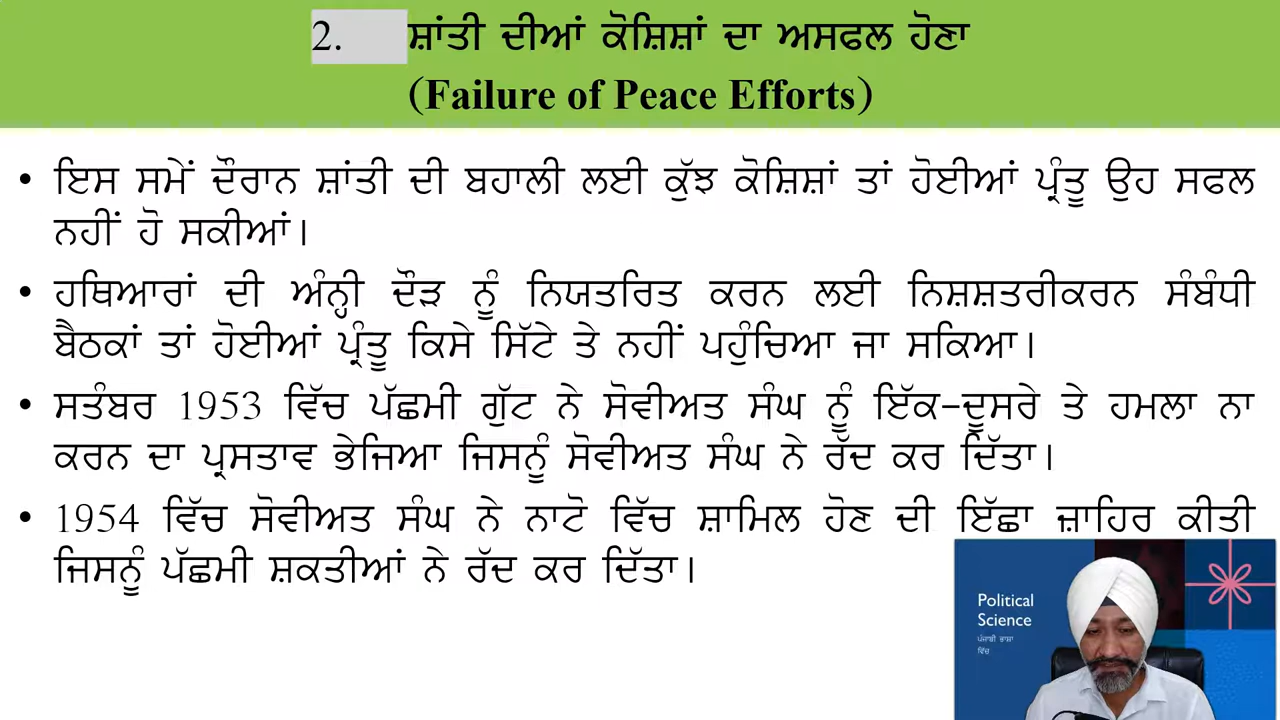 2. ਸ਼ਾਂਤੀ ਦੀਆਂ ਕੋਸ਼ਿਸ਼ਾਂ ਦਾ ਅਸਫਲ ਹੋਣਾ
(Failure of Peace Efforts)
• ਇਸ ਸਮੇਂ ਦੌਰਾਨ ਸ਼ਾਂਤੀ ਦੀ ਬਹਾਲੀ ਲਈ ਕੁੱਝ ਕੋਸ਼ਿਸ਼ਾਂ ਤਾਂ ਹੋਈਆਂ ਪ੍ਰੰਤੂ ਉਹ ਸਫਲ
ਨਹੀਂ ਹੋ ਸਕੀਆਂ।
• ਹਥਿਆਰਾਂ ਦੀ ਅੰਨ੍ਹੀ ਦੌੜ ਨੂੰ ਨਿਯਤਰਿਤ ਕਰਨ ਲਈ ਨਿਸ਼ਸ਼ਤਰੀਕਰਨ ਸੰਬੰਧੀ
ਬੈਠਕਾਂ ਤਾਂ ਹੋਈਆਂ ਪ੍ਰੰਤੂ ਕਿਸੇ ਸਿੱਟੇ ਤੇ ਨਹੀਂ ਪਹੁੰਚਿਆ ਜਾ ਸਕਿਆ।
• ਸਤੰਬਰ 1953 ਵਿੱਚ ਪੱਛਮੀ ਗੁੱਟ ਨੇ ਸੋਵੀਅਤ ਸੰਘ ਨੂੰ ਇੱਕ-ਦੂਸਰੇ ਤੇ ਹਮਲਾ ਨਾ
ਕਰਨ ਦਾ ਪ੍ਰਸਤਾਵ ਭੇਜਿਆ ਜਿਸਨੂੰ ਸੋਵੀਅਤ ਸੰਘ ਨੇ ਰੱਦ ਕਰ ਦਿੱਤਾ।
• 1954 ਵਿੱਚ ਸੋਵੀਅਤ ਸੰਘ ਨੇ ਨਾਟੋ ਵਿੱਚ ਸ਼ਾਮਿਲ ਹੋਣ ਦੀ ਇੱਛਾ ਜ਼ਾਹਿਰ ਕੀਤੀ
ਜਿਸਨੂੰ ਪੱਛਮੀ ਸ਼ਕਤੀਆਂ ਨੇ ਰੱਦ ਕਰ ਦਿੱਤਾ।
Political
Science
ਪੰਜਾਬੀ ਭਾਸ਼ਾ
ਵਿੱਚ